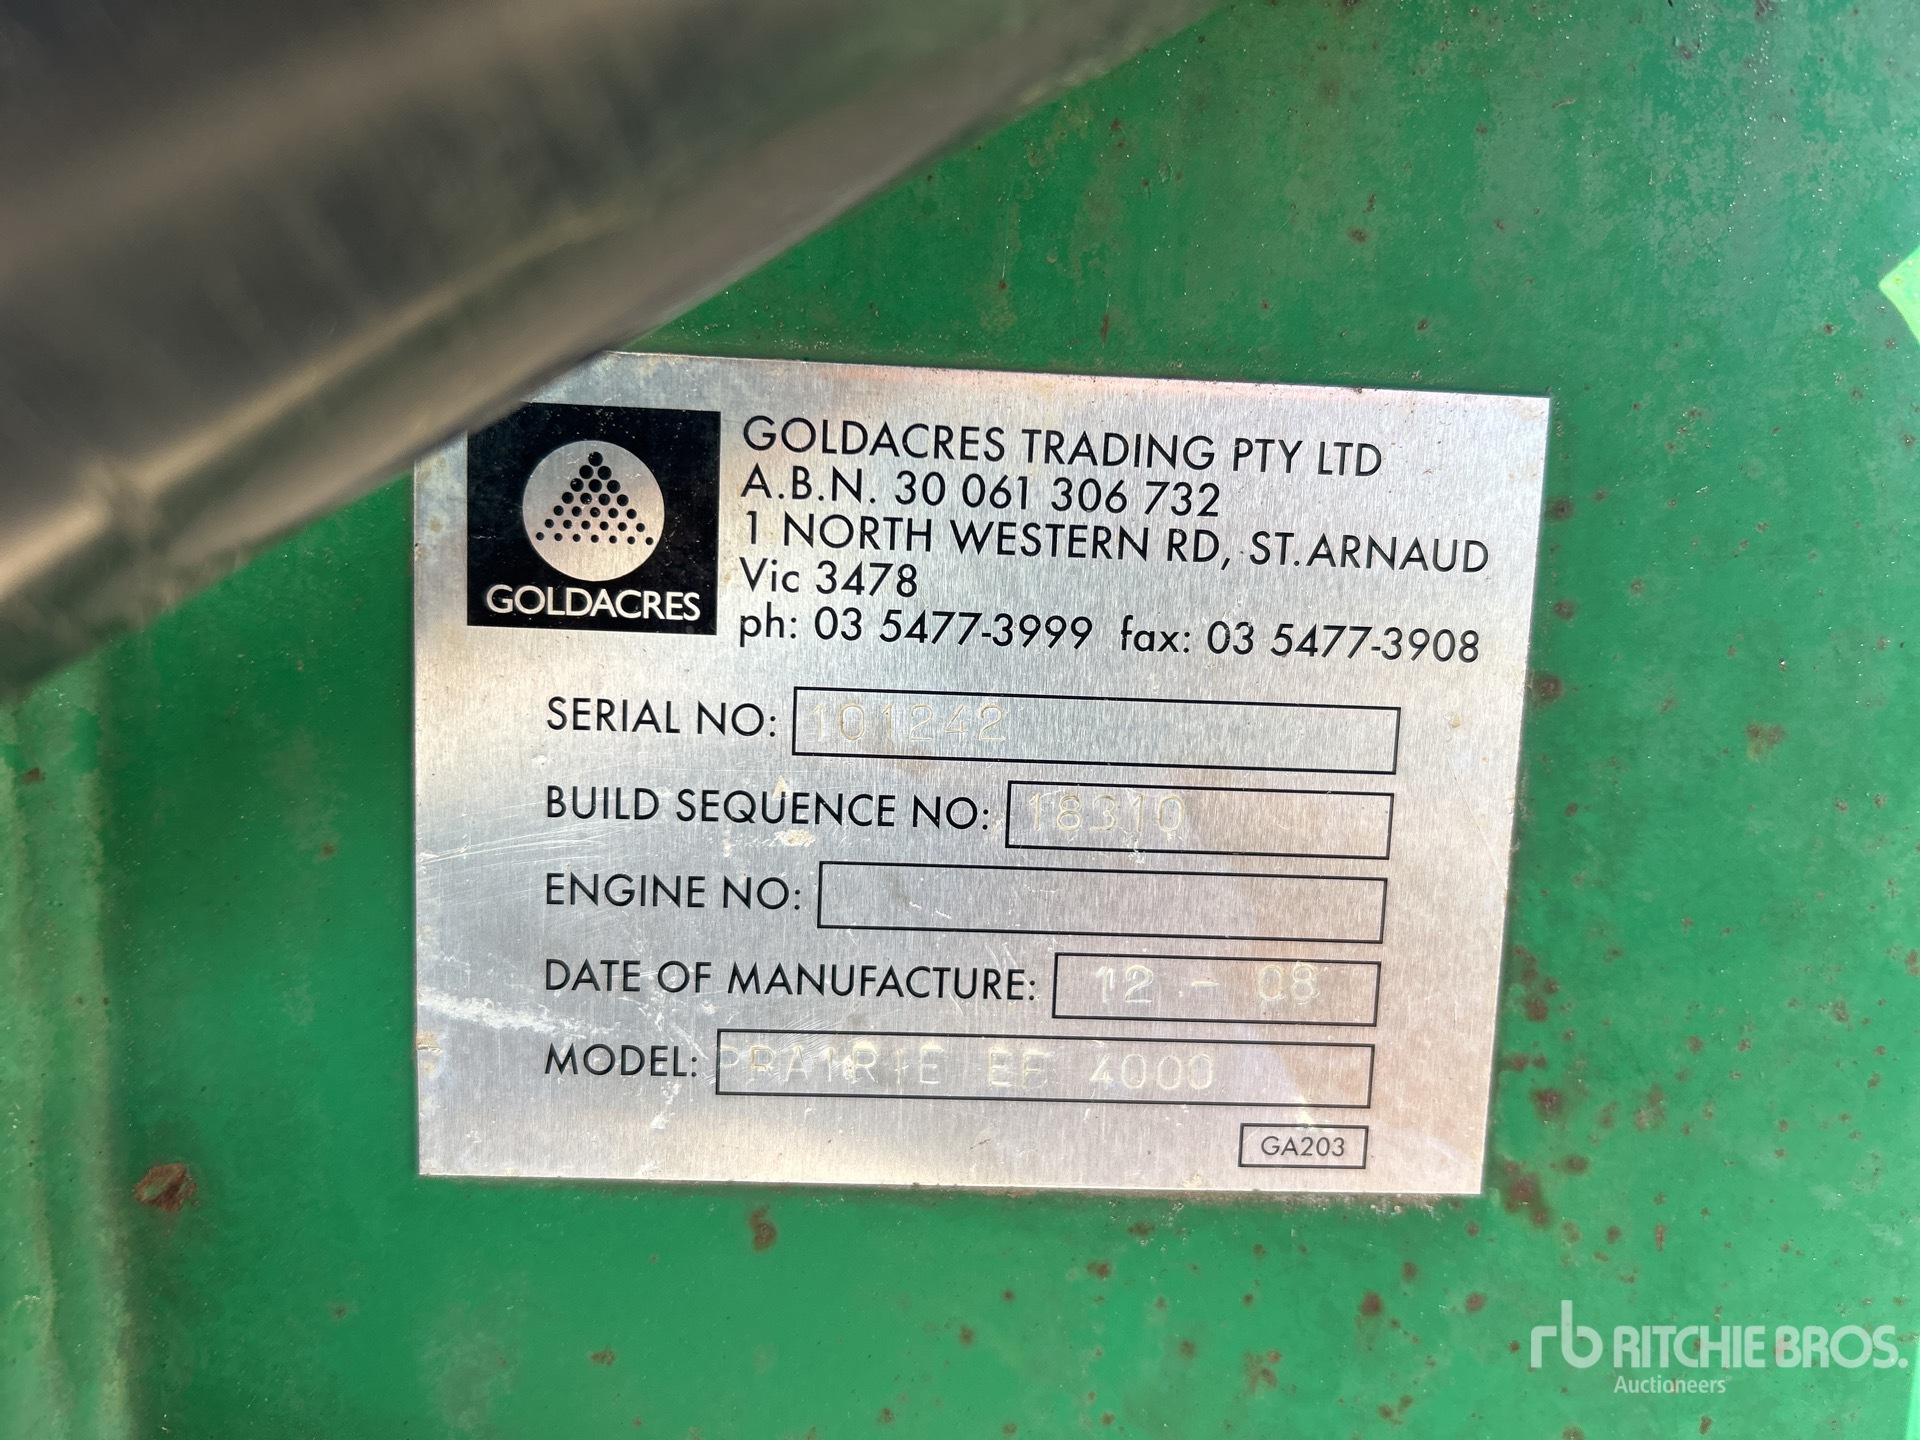 GOLDACRES
GOLDACRES TRADING PTY LTD
A.B.N. 30 061 306 732
1 NORTH WESTERN RD, ST.ARNAUD
Vic 3478
ph: 03 5477-3999 fax: 03 5477-3908
SERIAL NO: 101242
BUILD SEQUENCE NO: 18310
ENGINE NO:
DATE OF MANUFACTURE: 12 - 08
MODEL: PRAIRIE EF 4000
GA203
rb RITCHIE BROS.
Auctioneers